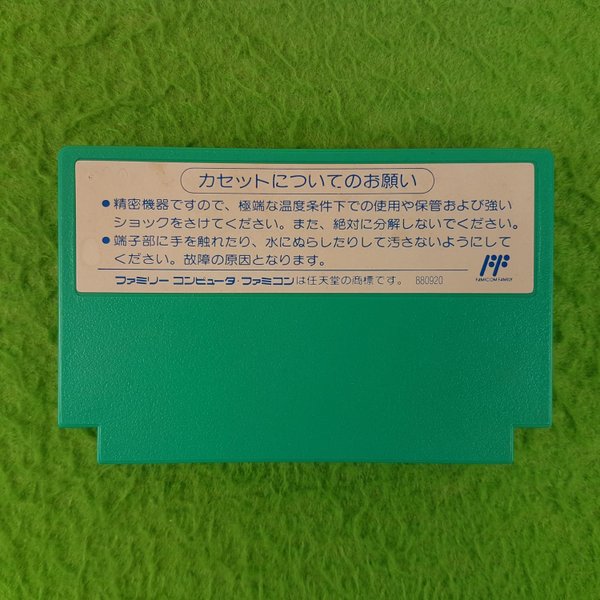 カセットについてのお願い
●精密機器ですので、極端な温度条件下での使用や保管および強い
ショックをさけてください。また、絶対に分解しないでください。
●端子部に手を触れたり、水にぬらしたりして汚さないようにして
ください。故障の原因となります。
ファミリー コンピュータ・ファミコンは任天堂の商標です。 880920
FAMICOM FAMILY